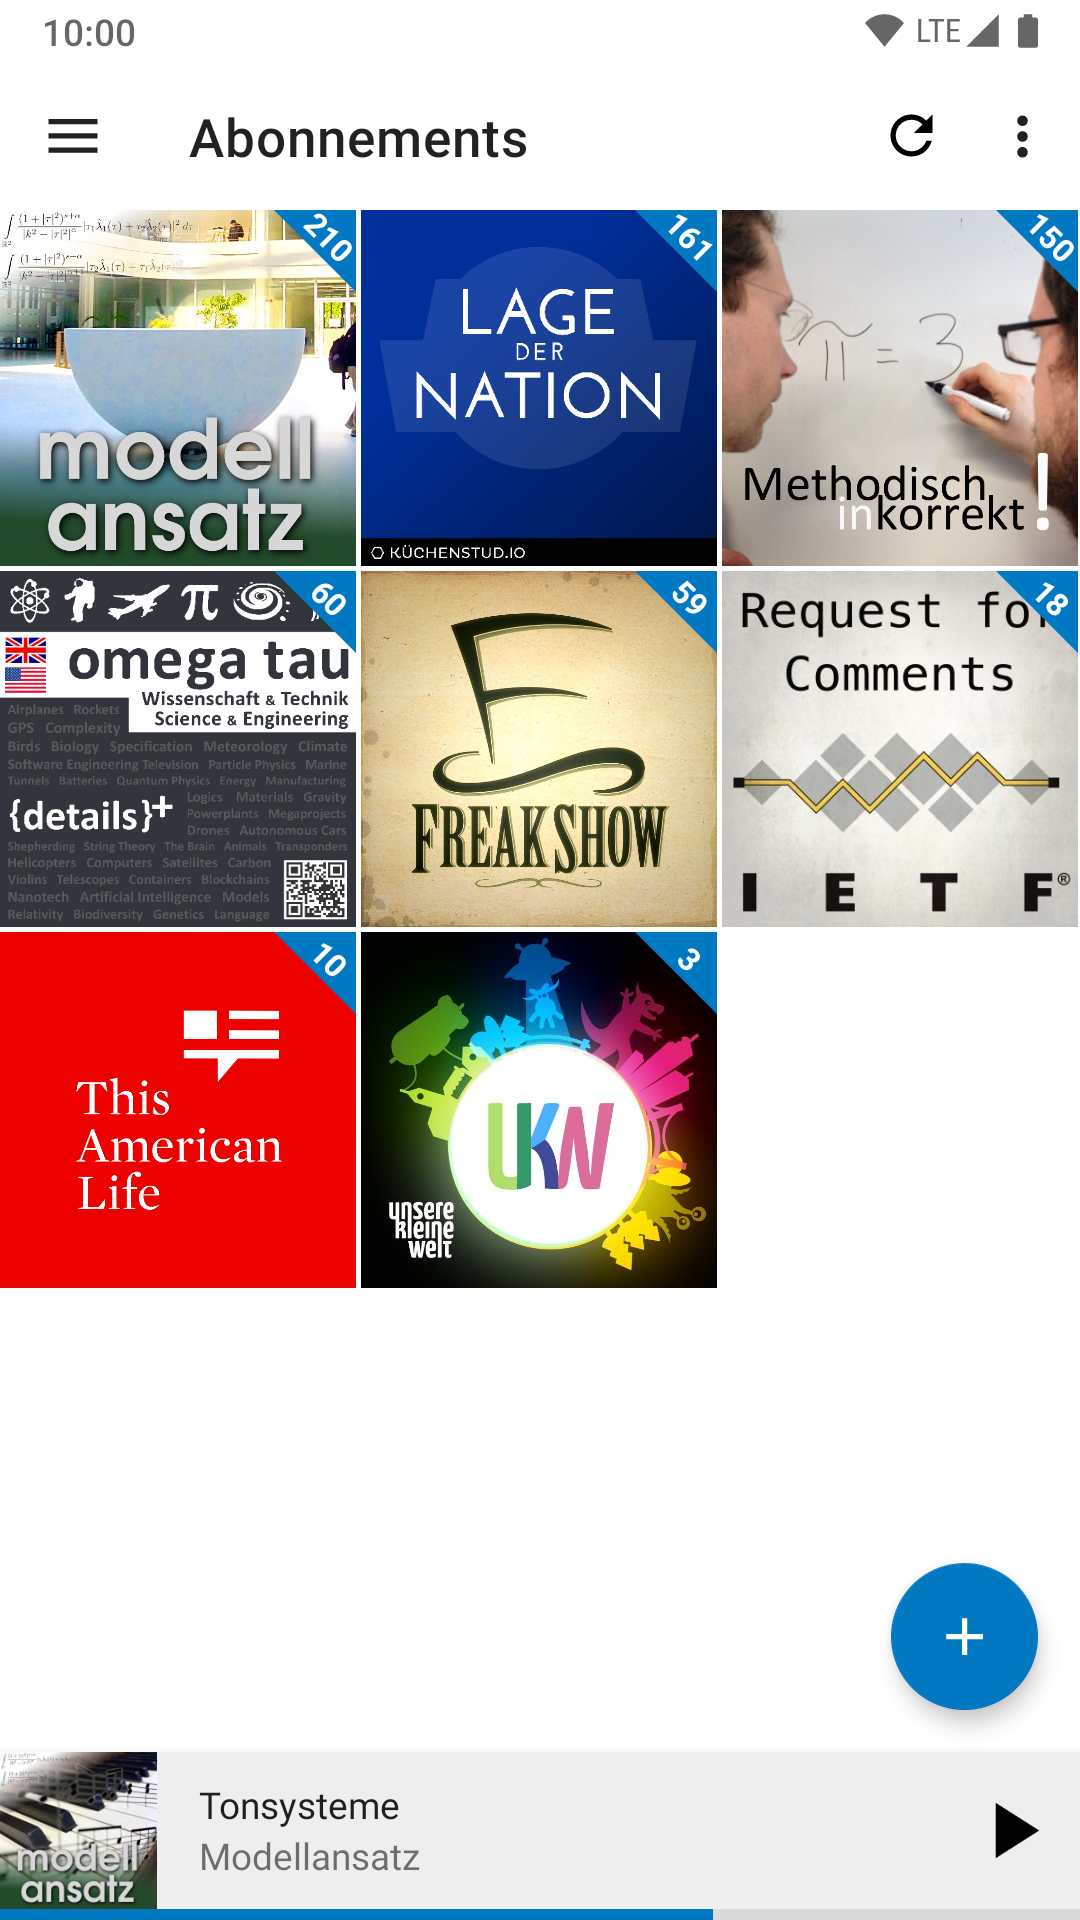 10:00
LTE
Abonnements
210
modell
ansatz
161
LAGE
DER
NATION
KÜCHENSTUD.IO
150
π = 3
Methodisch
inkorrekt!
60
omega tau
Wissenschaft & Technik
Science & Engineering
Airplanes Rockets
GPS Complexity
Birds Biology Specification Meteorology Climate
Software Engineering Television Particle Physics Marine
Tunnels Batteries Quantum Physics Energy Manufacturing
Logics Materials Gravity
{details}+
Powerplants Megaprojects
Drones Autonomous Cars
Shepherding String Theory The Brain Animals Transponders
Helicopters Computers Satellites Carbon
Violins Telescopes Containers Blockchains
Nanotech Artificial Intelligence Models
Relativity Biodiversity Genetics Language
59
FREAK SHOW
18
Request for
Comments
I E T F®
10
This
American
Life
3
UKW
unsere
kleine
welt
Tonsysteme
Modellansatz
modell
ansatz